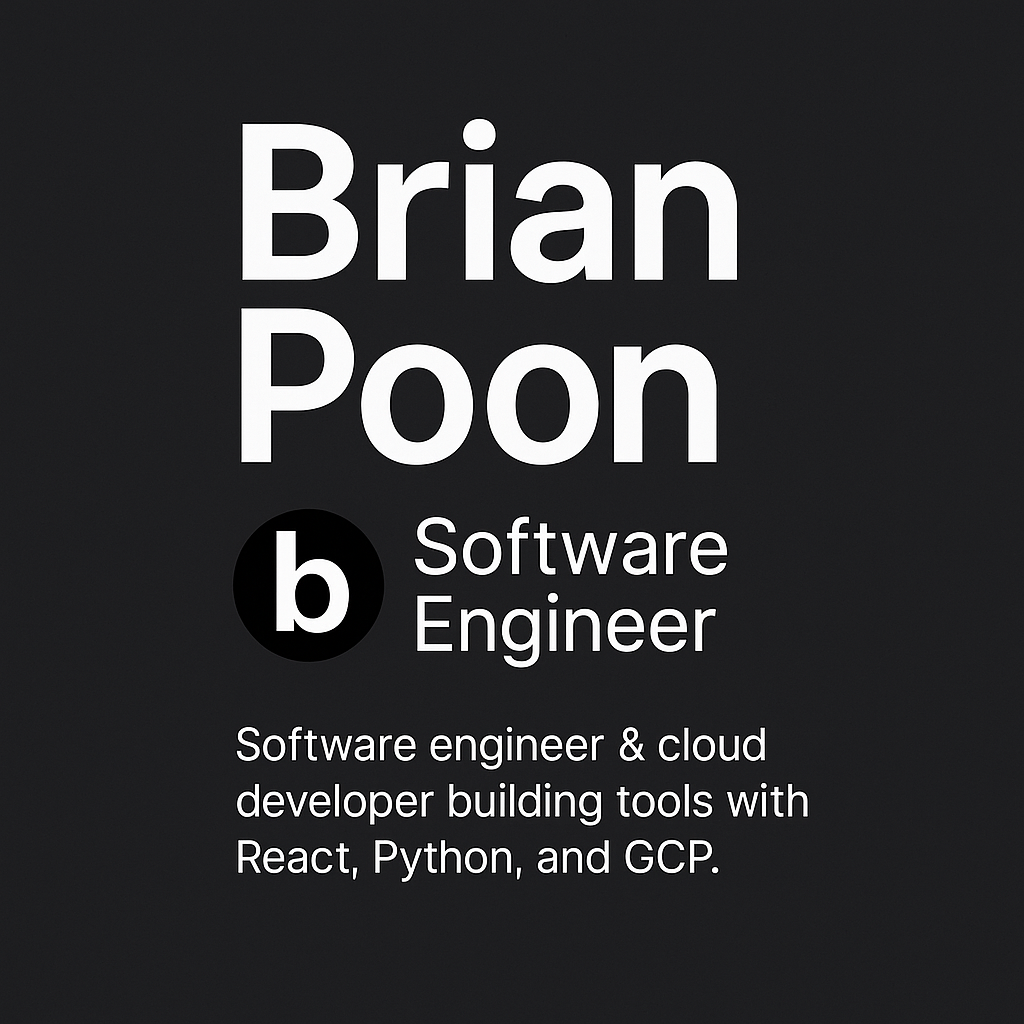 Brian
Poon
b
Software
Engineer
Software engineer & cloud
developer building tools with
React, Python, and GCP.